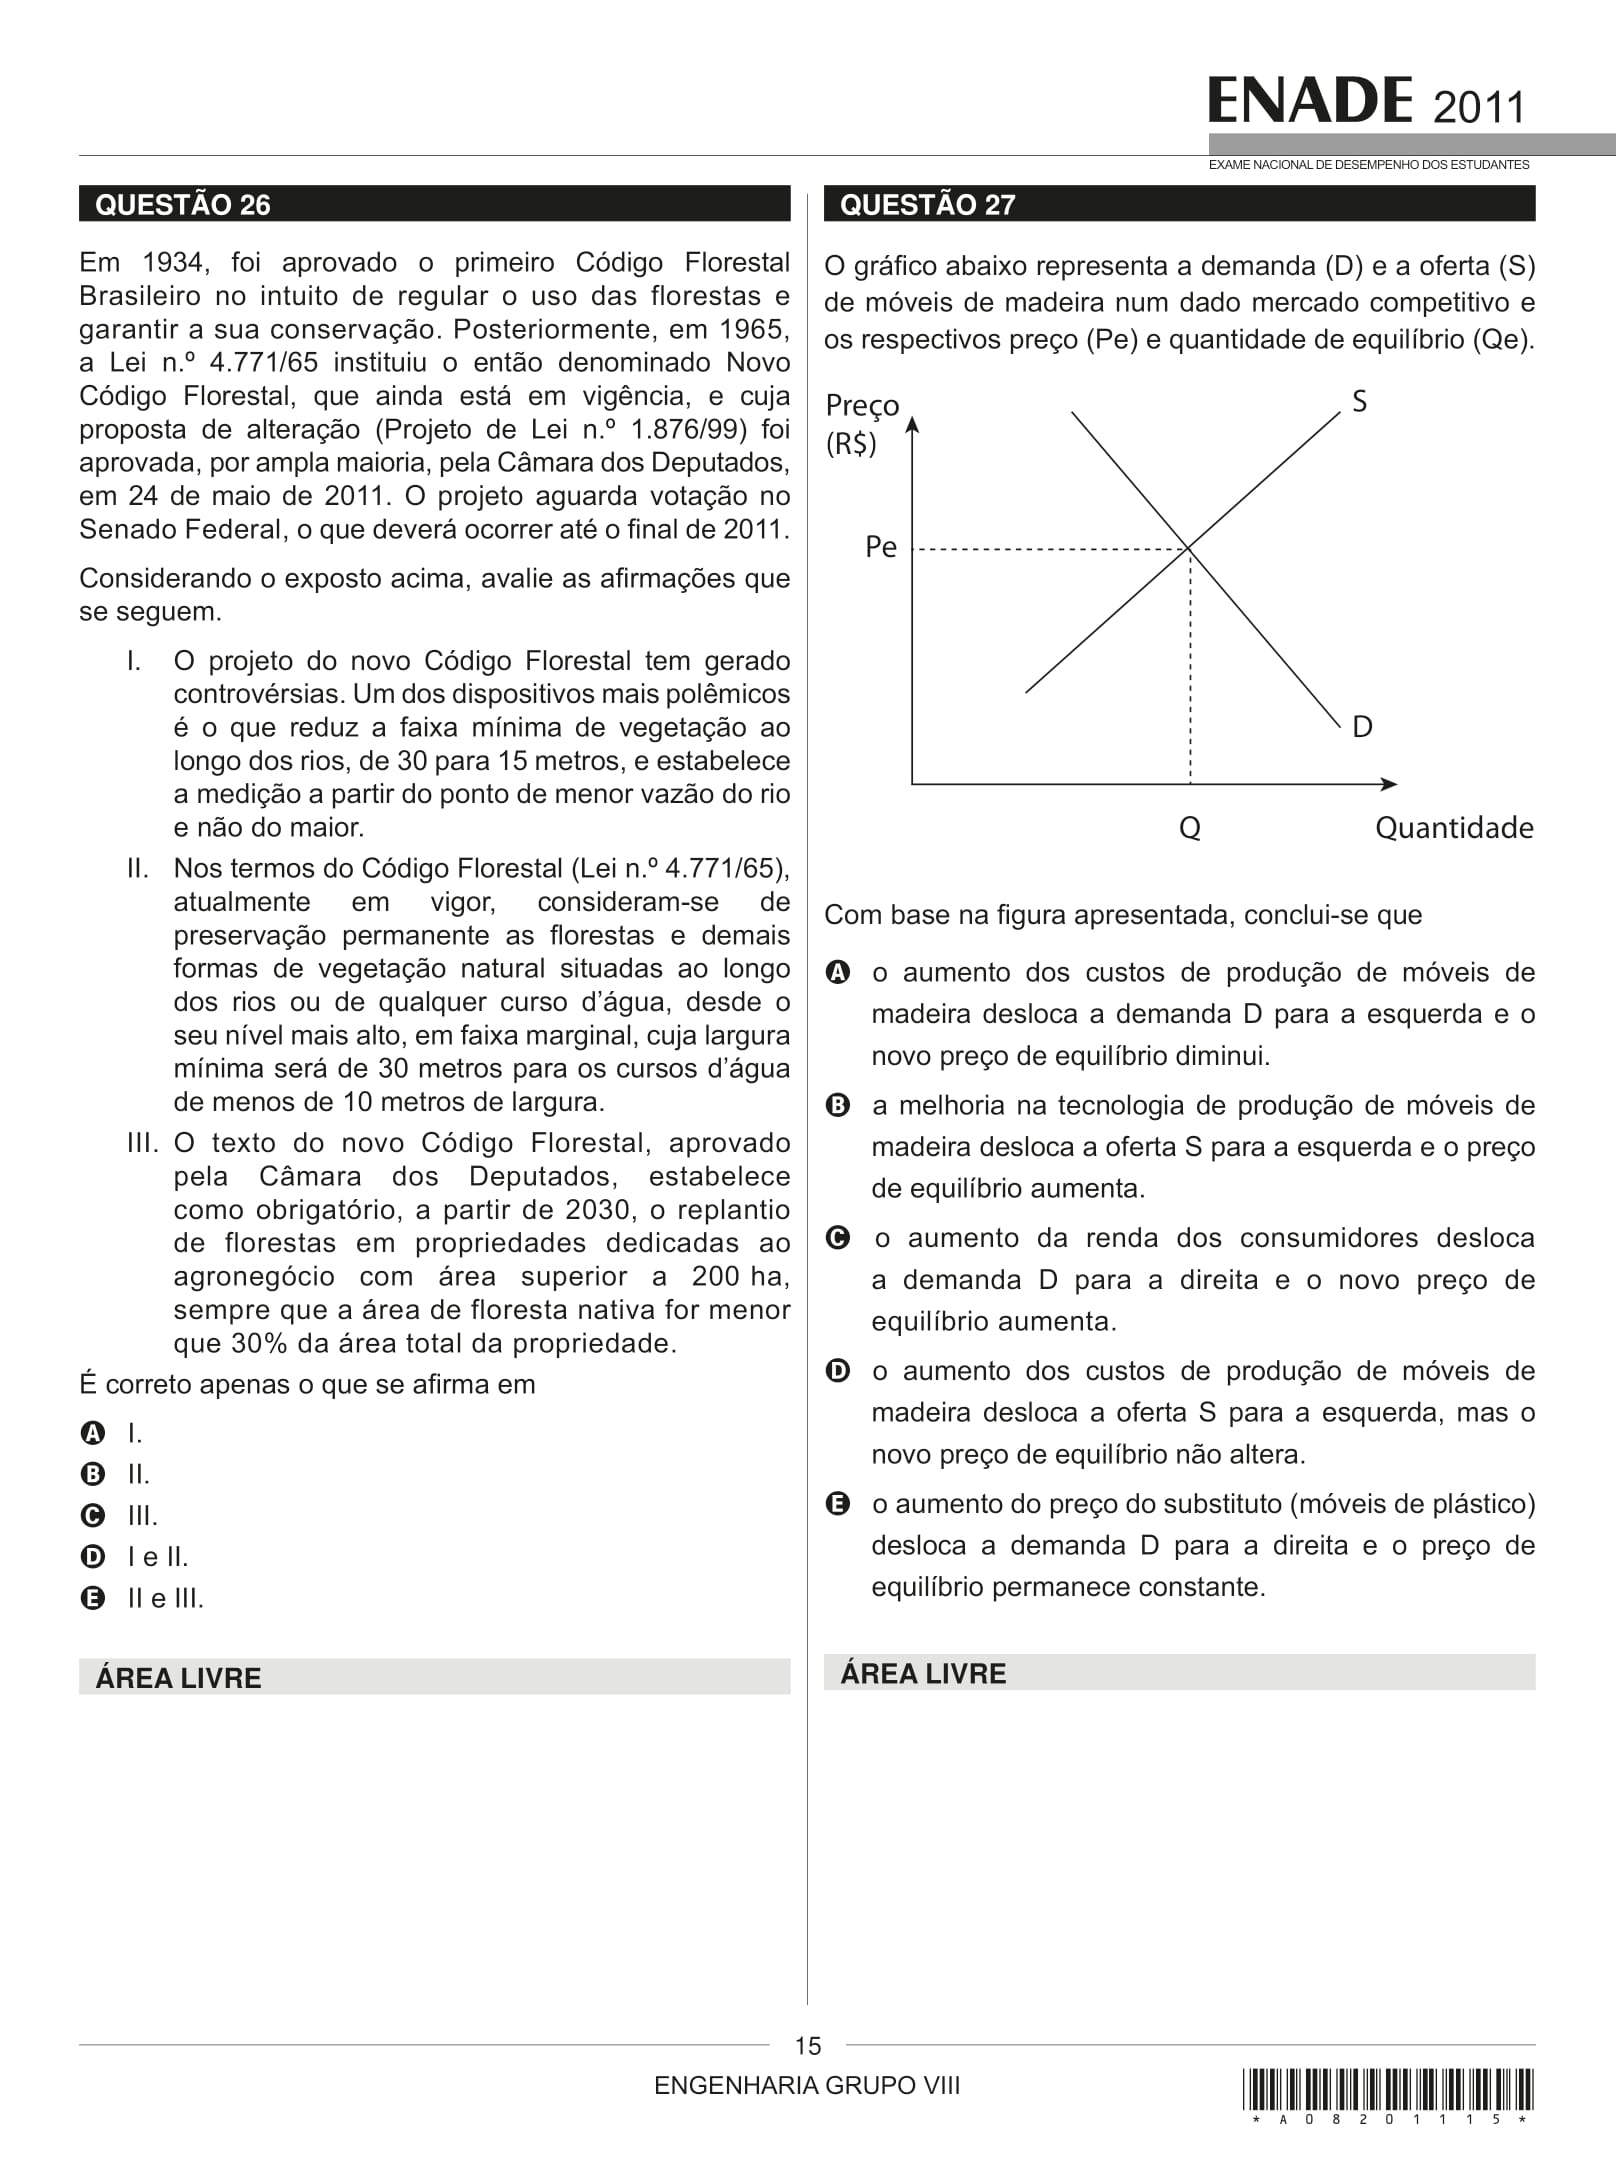 ENADE 2011
EXAME NACIONAL DE DESEMPENHO DOS ESTUDANTES
QUESTÃO 26
Em 1934, foi aprovado o primeiro Código Florestal
Brasileiro no intuito de regular o uso das florestas e
garantir a sua conservação. Posteriormente, em 1965,
a Lei n.º 4.771/65 instituiu o então denominado Novo
Código Florestal, que ainda está em vigência, e cuja
proposta de alteração (Projeto de Lei n.º 1.876/99) foi
aprovada, por ampla maioria, pela Câmara dos Deputados,
em 24 de maio de 2011. O projeto aguarda votação no
Senado Federal, o que deverá ocorrer até o final de 2011.
Considerando o exposto acima, avalie as afirmações que
se seguem.
I. O projeto do novo Código Florestal tem gerado
controvérsias. Um dos dispositivos mais polêmicos
é o que reduz a faixa mínima de vegetação ao
longo dos rios, de 30 para 15 metros, e estabelece
a medição a partir do ponto de menor vazão do rio
e não do maior.
II. Nos termos do Código Florestal (Lei n.º 4.771/65),
atualmente em vigor, consideram-se de
preservação permanente as florestas e demais
formas de vegetação natural situadas ao longo
dos rios ou de qualquer curso d'água, desde o
seu nível mais alto, em faixa marginal, cuja largura
mínima será de 30 metros para os cursos d'água
de menos de 10 metros de largura.
III. O texto do novo Código Florestal, aprovado
pela Câmara dos Deputados, estabelece
como obrigatório, a partir de 2030, o replantio
de florestas em propriedades dedicadas ao
agronegócio com área superior a 200 ha,
sempre que a área de floresta nativa for menor
que 30% da área total da propriedade.
É correto apenas o que se afirma em
A I.
B II.
C III.
D I e II.
E II e III.
ÁREA LIVRE
QUESTÃO 27
O gráfico abaixo representa a demanda (D) e a oferta (S)
de móveis de madeira num dado mercado competitivo e
os respectivos preço (Pe) e quantidade de equilíbrio (Qe).
Preço
(R$)
S
Pe
D
Q
Quantidade
Com base na figura apresentada, conclui-se que
A o aumento dos custos de produção de móveis de
madeira desloca a demanda D para a esquerda e o
novo preço de equilíbrio diminui.
B a melhoria na tecnologia de produção de móveis de
madeira desloca a oferta S para a esquerda e o preço
de equilíbrio aumenta.
C o aumento da renda dos consumidores desloca
a demanda D para a direita e o novo preço de
equilíbrio aumenta.
D o aumento dos custos de produção de móveis de
madeira desloca a oferta S para a esquerda, mas o
novo preço de equilíbrio não altera.
E o aumento do preço do substituto (móveis de plástico)
desloca a demanda D para a direita e o preço de
equilíbrio permanece constante.
ÁREA LIVRE
15
ENGENHARIA GRUPO VIII
* A 0 8 2 0 1 1 1 5 *